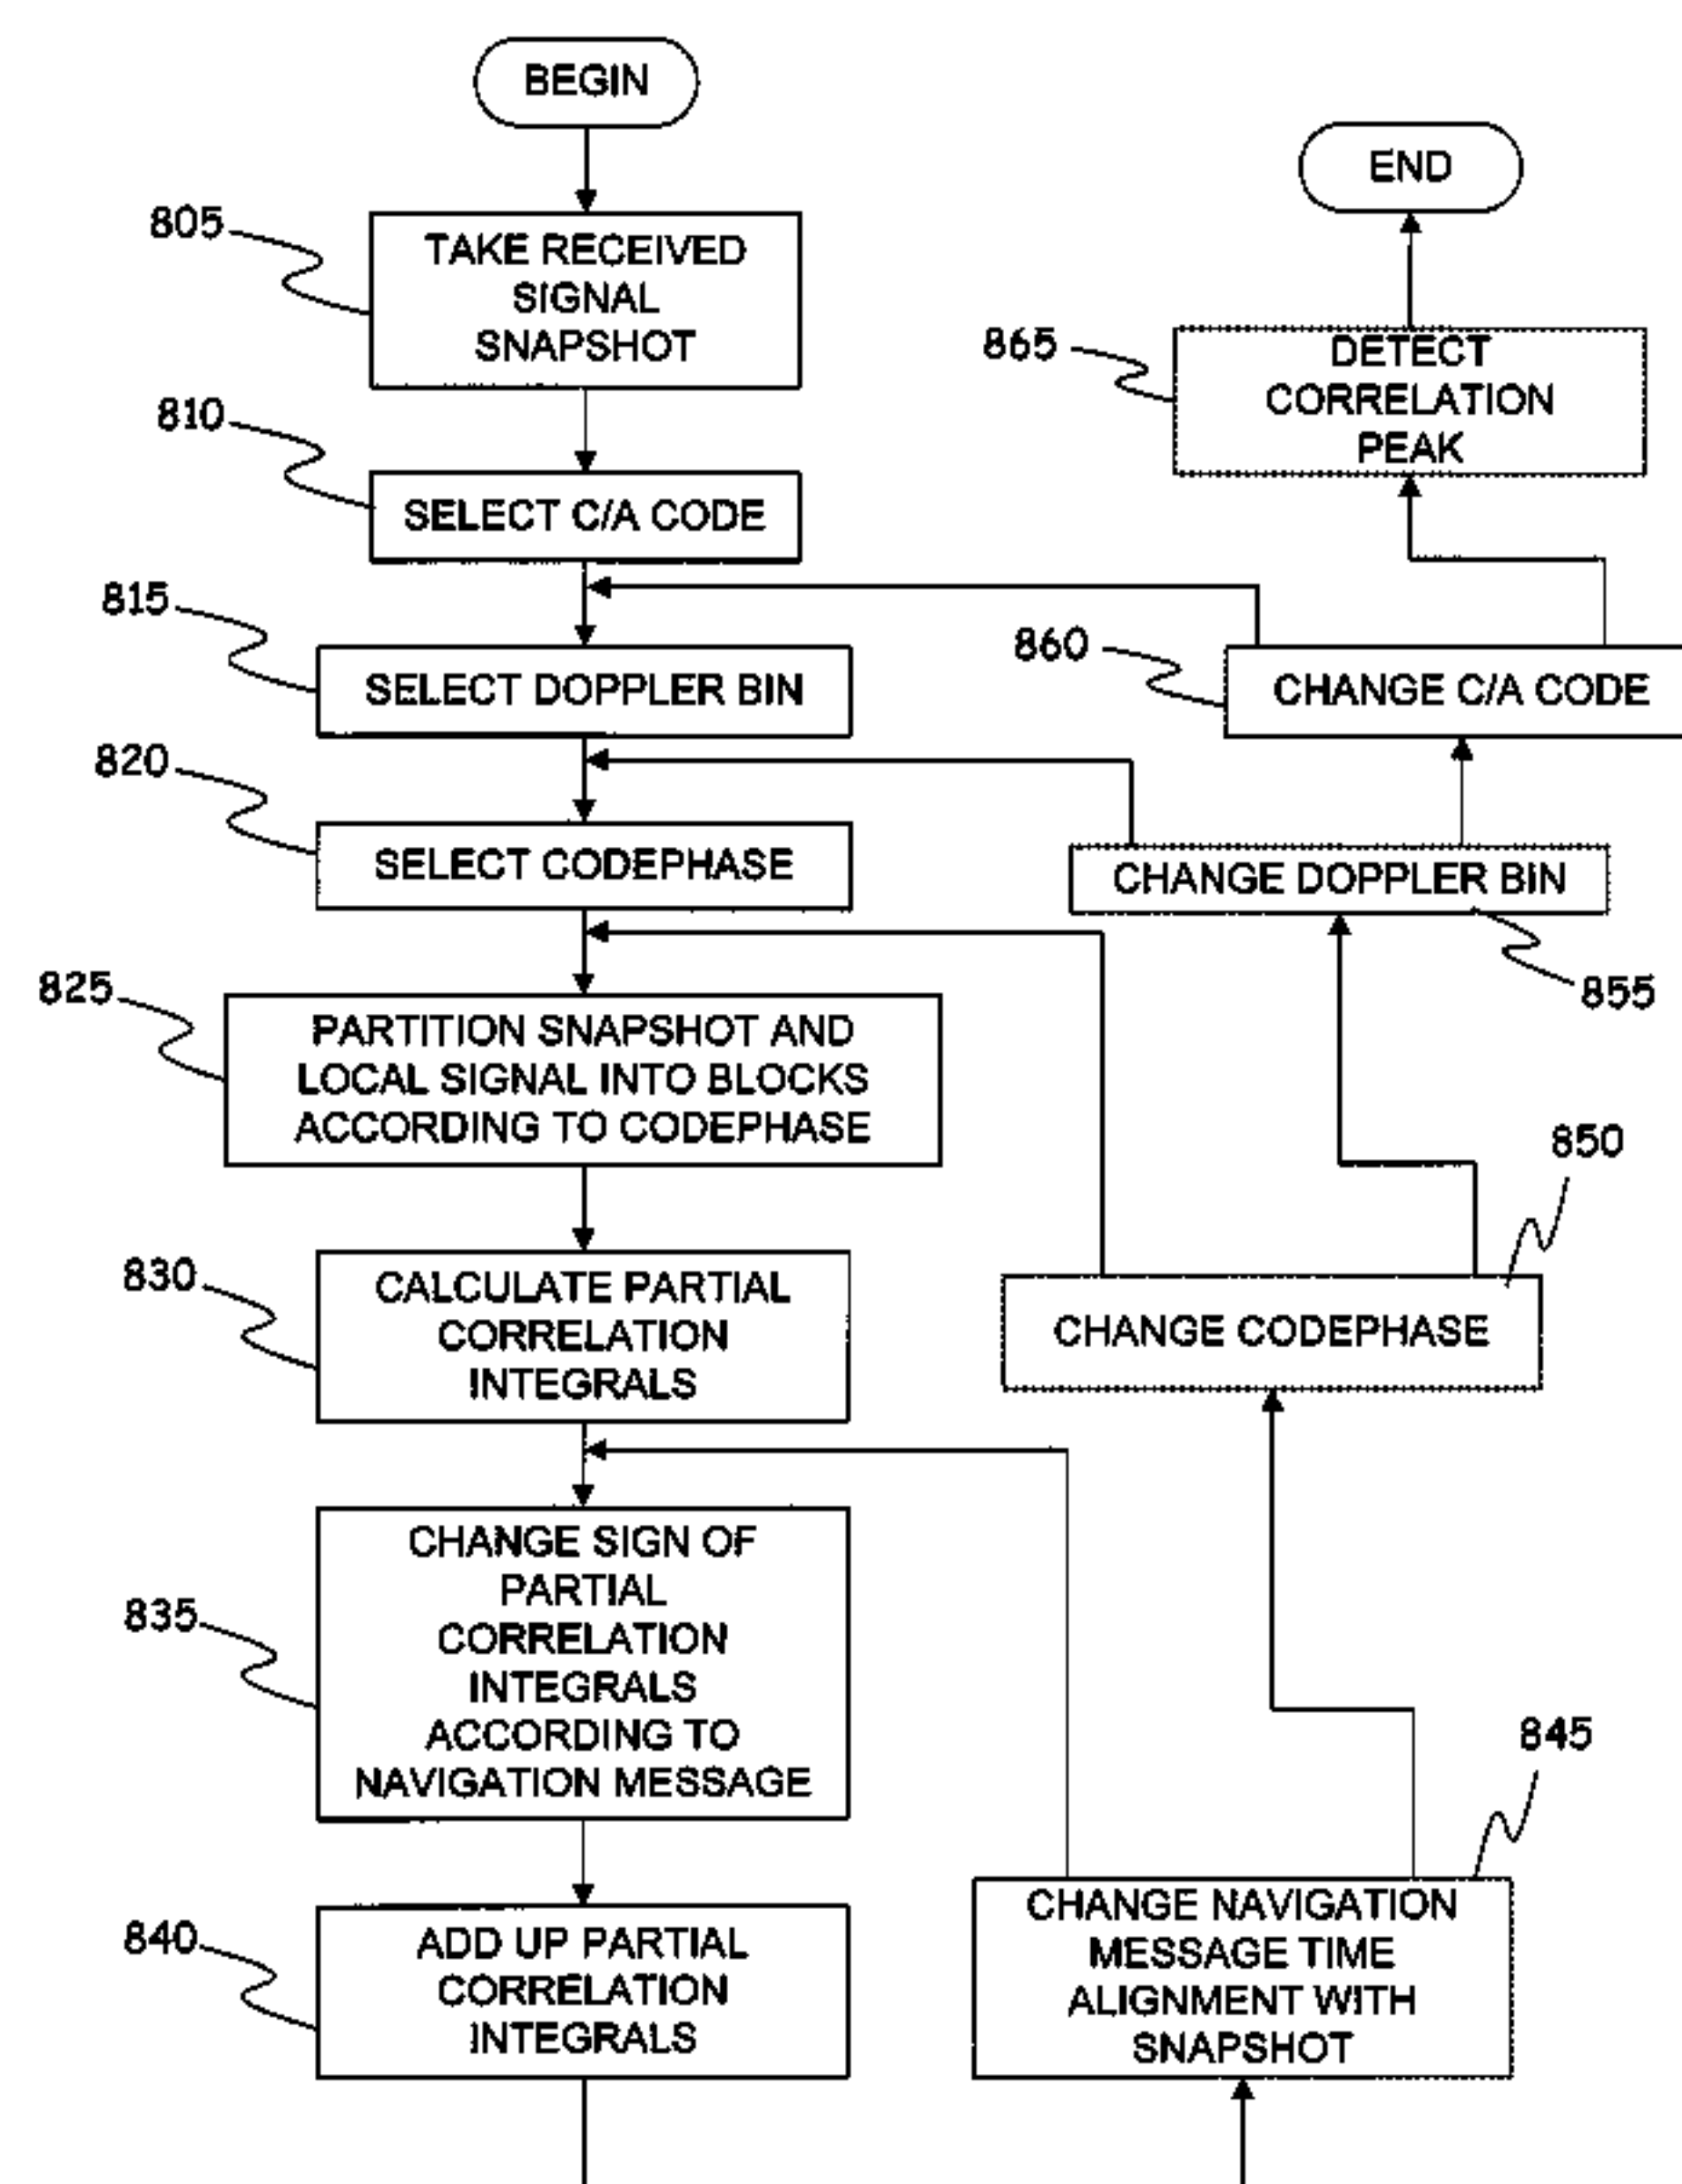 BEGIN
805
TAKE RECEIVED
SIGNAL
SNAPSHOT
810
SELECT C/A CODE
815
SELECT DOPPLER BIN
820
SELECT CODEPHASE
825
PARTITION SNAPSHOT AND
LOCAL SIGNAL INTO BLOCKS
ACCORDING TO CODEPHASE
830
CALCULATE PARTIAL
CORRELATION
INTEGRALS
835
CHANGE SIGN OF
PARTIAL
CORRELATION
INTEGRALS
ACCORDING TO
NAVIGATION MESSAGE
840
ADD UP PARTIAL
CORRELATION
INTEGRALS
845
CHANGE NAVIGATION
MESSAGE TIME
ALIGNMENT WITH
SNAPSHOT
850
CHANGE CODEPHASE
855
CHANGE DOPPLER BIN
860
CHANGE C/A CODE
865
DETECT
CORRELATION
PEAK
END